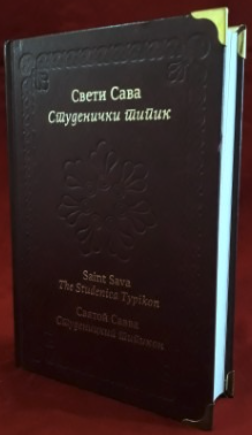 Свети Сава
Студенички типик
Saint Sava
The Studenica Typikon
Святой Савва
Студеницкий типикон